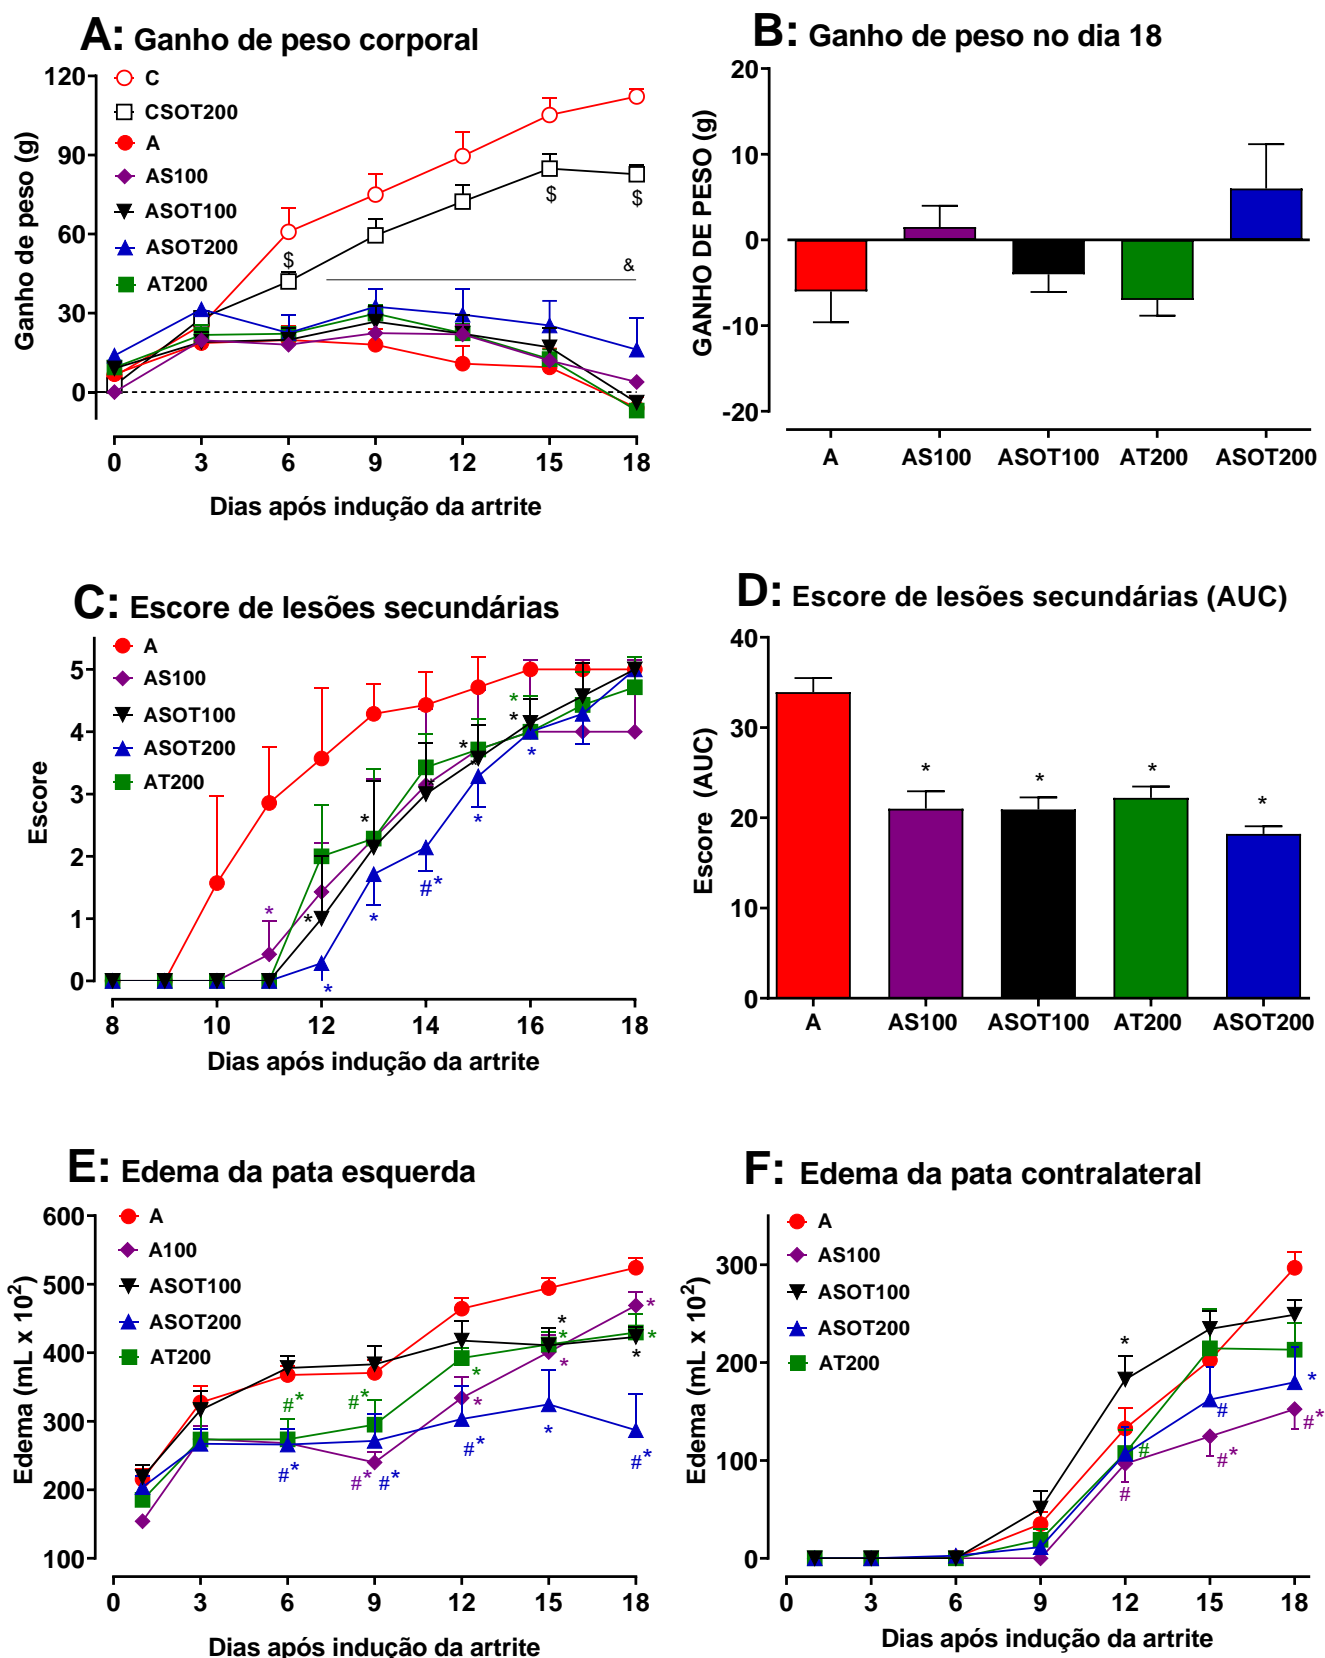 A: Ganho de peso corporal
120
90
60
30
0
Ganho de peso (g)
C
CSOT200
A
AS100
ASOT100
ASOT200
AT200
$
$
$
&
0 3 6 9 12 15 18
Dias após indução da artrite
B: Ganho de peso no dia 18
20
10
0
-10
-20
GANHO DE PESO (g)
A AS100 ASOT100 AT200 ASOT200
C: Escore de lesões secundárias
5
4
3
2
1
0
Escore
A
AS100
ASOT100
ASOT200
AT200
*
*
*
*
*
*
#*
*
*
*
*
*
8 10 12 14 16 18
Dias após indução da artrite
D: Escore de lesões secundárias (AUC)
40
30
20
10
0
Escore (AUC)
* * * *
A AS100 ASOT100 AT200 ASOT200
E: Edema da pata esquerda
600
500
400
300
200
100
Edema (mL x 10²)
A
A100
ASOT100
ASOT200
AT200
#*
#*
#*
#*
#*
*
*
#*
*
*
*
*
*
*
*
#*
0 3 6 9 12 15 18
Dias após indução da artrite
F: Edema da pata contralateral
300
200
100
0
Edema (mL x 10²)
A
AS100
ASOT100
ASOT200
AT200
*
#
#
#
#*
*
#*
0 3 6 9 12 15 18
Dias após indução da artrite